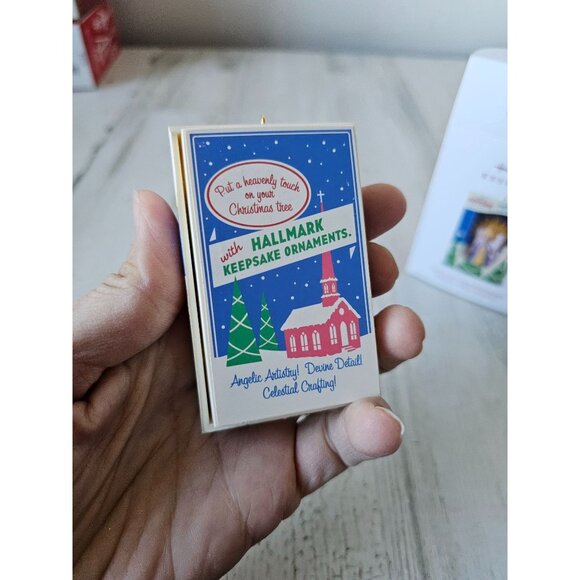 Put a heavenly touch
on your
Christmas tree
with HALLMARK
KEEPSAKE ORNAMENTS.
Angelic Artistry! Devine Detail!
Celestial Crafting!